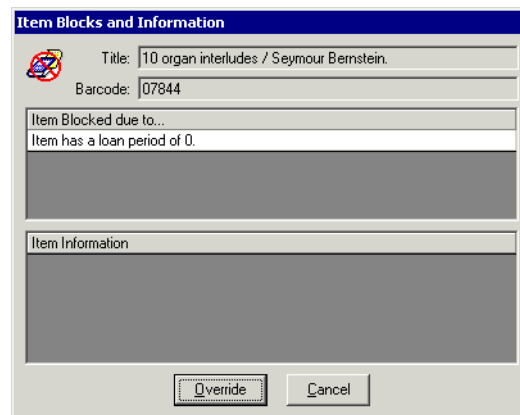 Item Blocks and Information
Title: 10 organ interludes / Seymour Bernstein.
Barcode: 07844
Item Blocked due to...
Item has a loan period of 0.
Item Information
Override Cancel